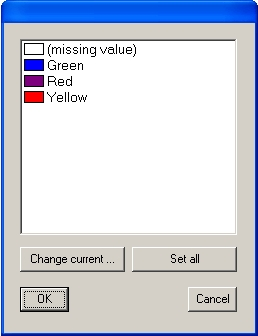 (missing value)
Green
Red
Yellow
Change current ...
Set all
OK
Cancel